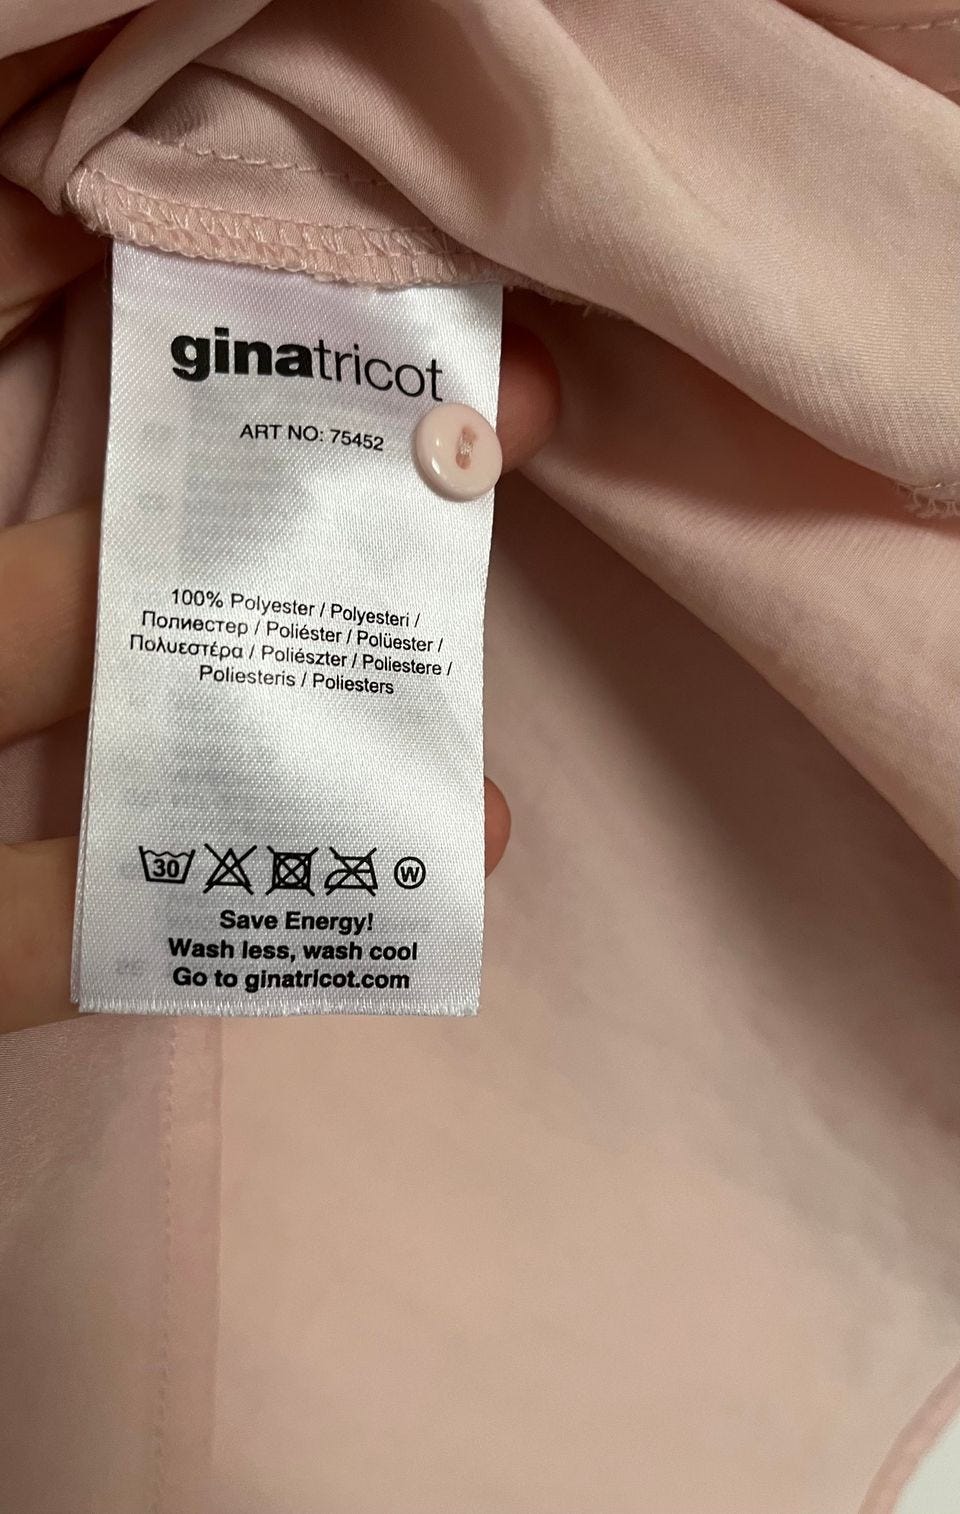 ginatricot
ART NO: 75452
100% Polyester / Polyesteri /
Полиестер / Poliéster / Polüester /
Πολυεστέρα / Poliészter / Poliestere /
Poliesteris / Poliesters
30 W
Save Energy!
Wash less, wash cool
Go to ginatricot.com